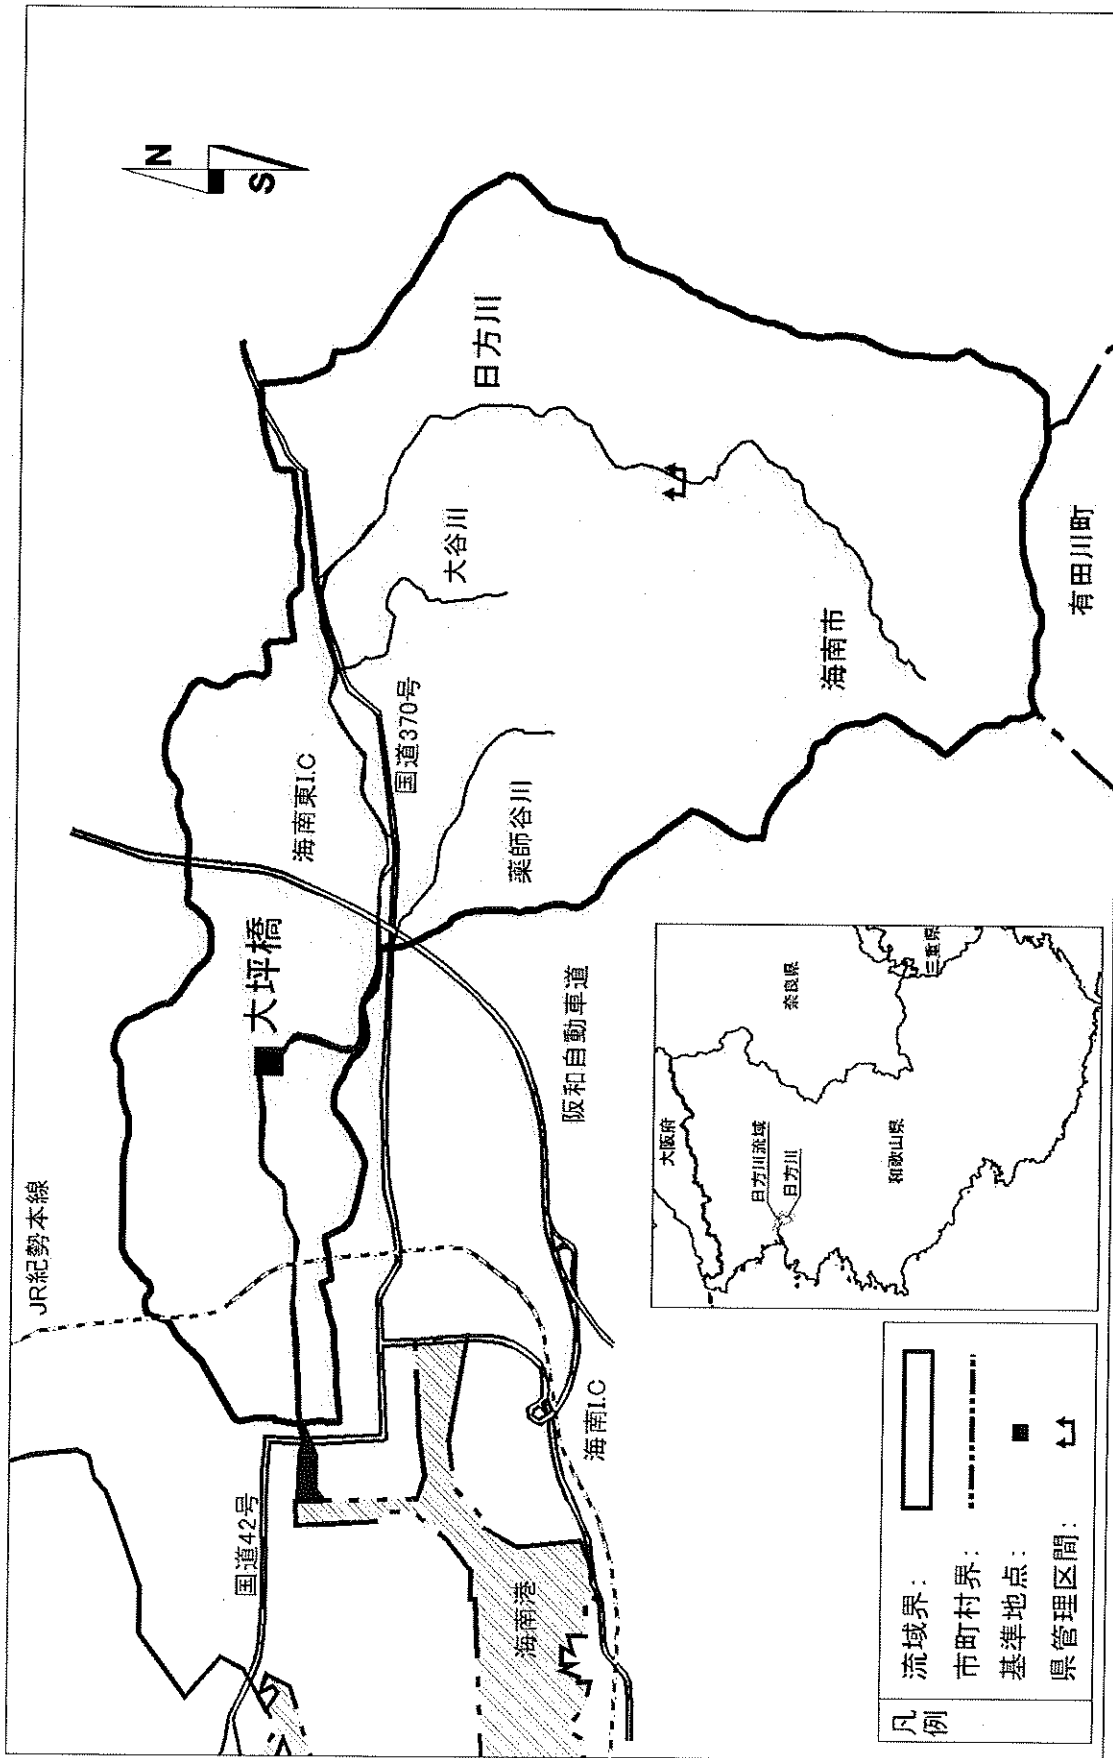 JR紀勢本線
N
S
大坪橋
海南東I.C
日方川
大谷川
国道370号
薬師谷川
国道42号
阪和自動車道
海南市
海南港
海南I.C
有田川町
大阪府
奈良県
三重県
日方川流域
日方川
和歌山県
凡例
流域界:
市町村界:
基準地点:
県管理区間: